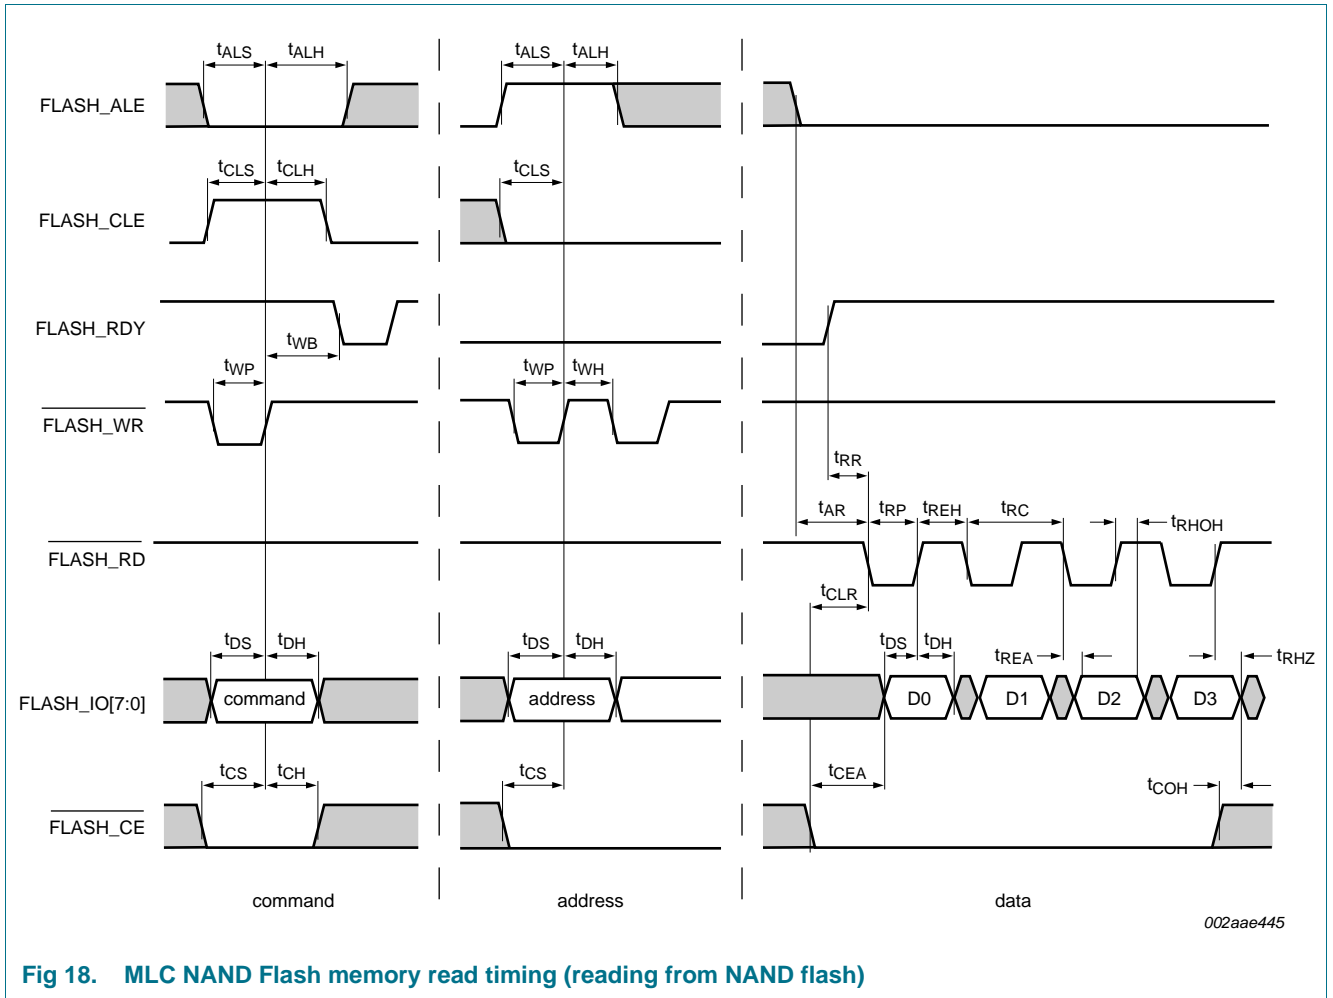 tALS tALH tALS tALH
FLASH_ALE
tCLS tCLH tCLS
FLASH_CLE
FLASH_RDY
tWB
tWP tWP tWH
FLASH_WR
tRR
tAR tRP tREH tRC tRHOH
FLASH_RD
tCLR
tDS tDH tDS tDH tDS tDH tREA tRHZ
FLASH_IO[7:0] command address D0 D1 D2 D3
tCS tCH tCS tCEA tCOH
FLASH_CE
command address data
002aae445
Fig 18. MLC NAND Flash memory read timing (reading from NAND flash)